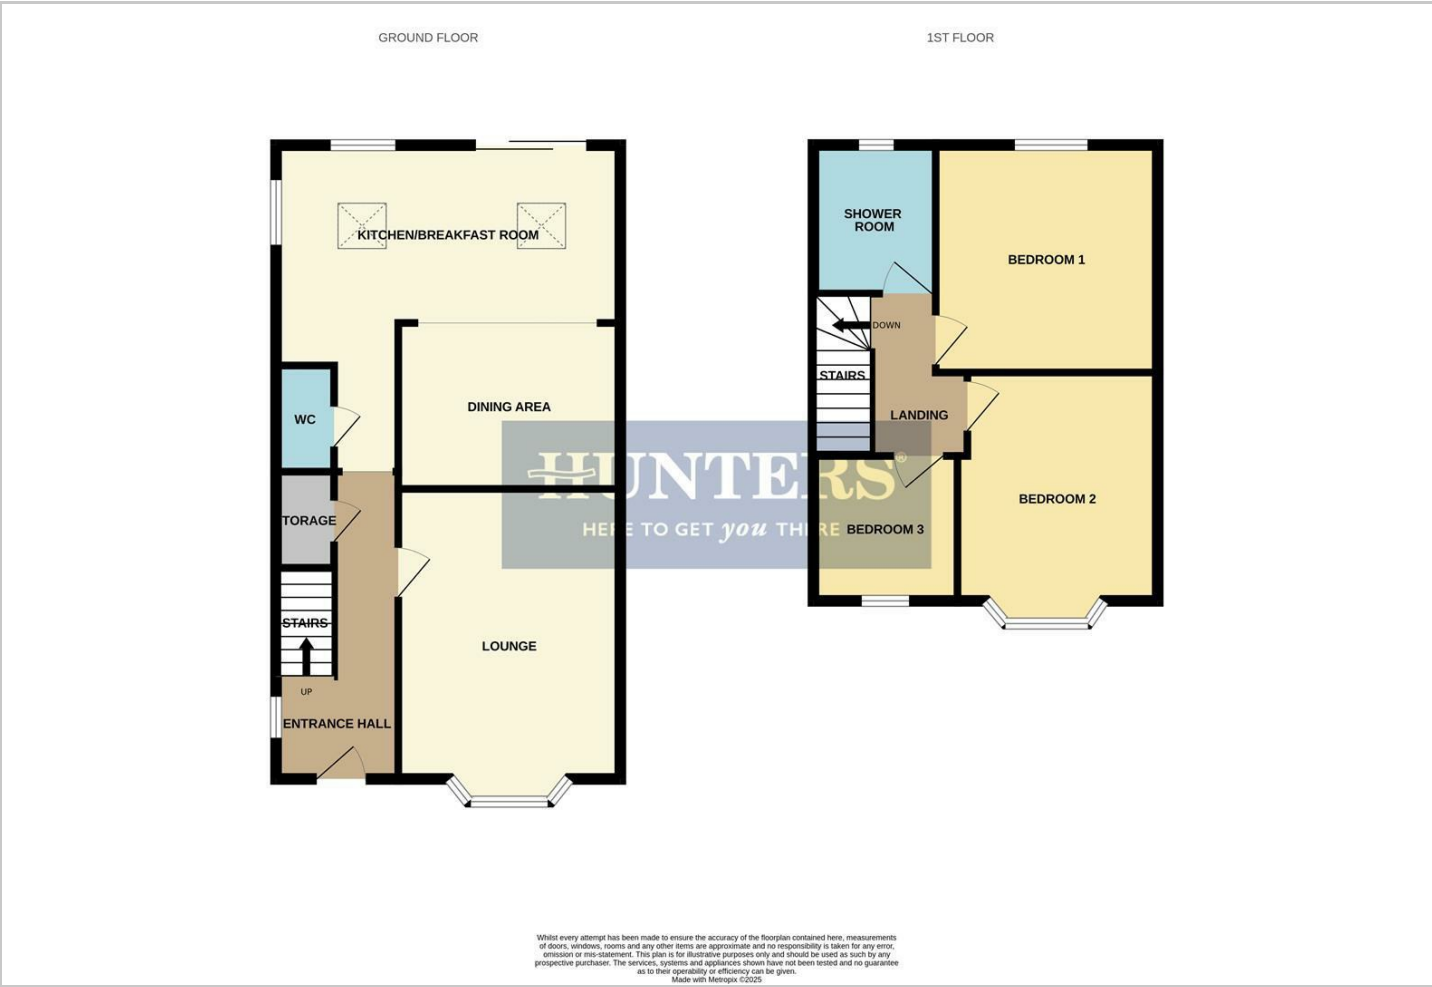 GROUND FLOOR
1ST FLOOR
KITCHEN/BREAKFAST ROOM
DINING AREA
WC
TORAGE
STAIRS
UP
ENTRANCE HALL
LOUNGE
SHOWER
ROOM
BEDROOM 1
DOWN
STAIRS
LANDING
BEDROOM 2
BEDROOM 3
HUNTERS®
HERE TO GET you THERE
Whilst every attempt has been made to ensure the accuracy of the floorplan contained here, measurements
of doors, windows, rooms and any other items are approximate and no responsibility is taken for any error,
omission or mis-statement. This plan is for illustrative purposes only and should be used as such by any
prospective purchaser. The services, systems and appliances shown have not been tested and no guarantee
as to their operability or efficiency can be given.
Made with Metropix ©2025